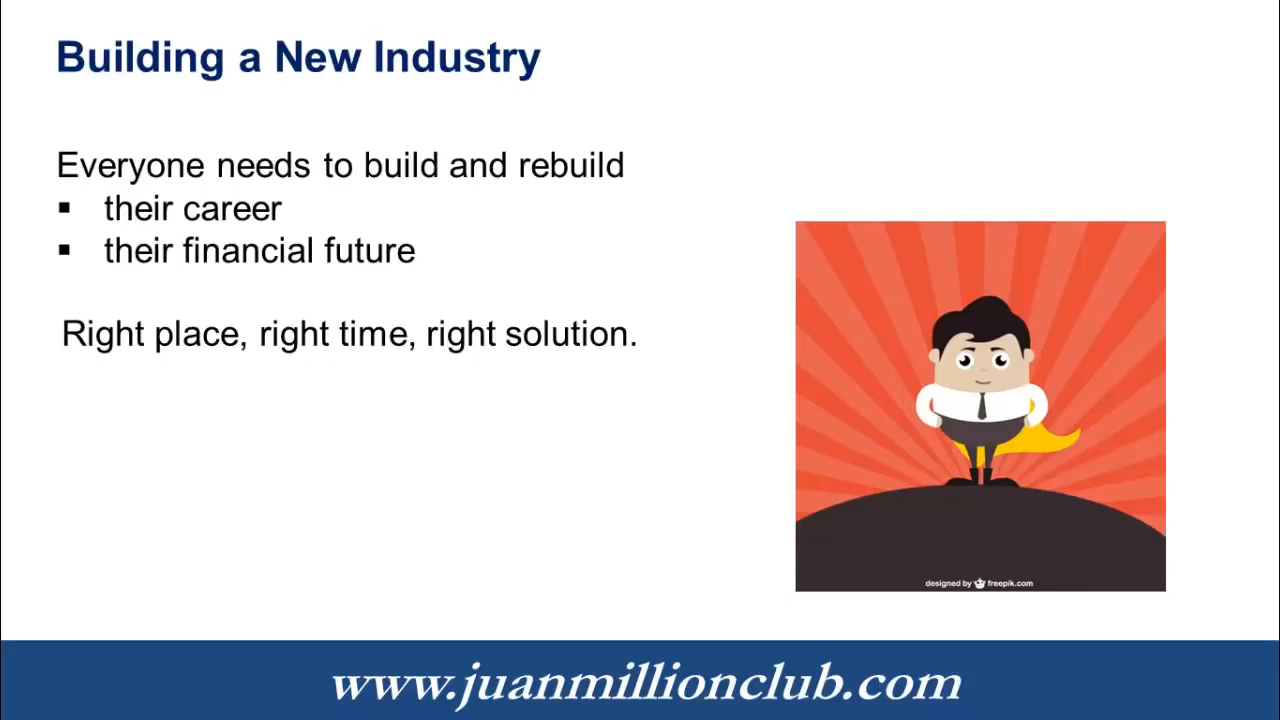 Building a New Industry
Everyone needs to build and rebuild
▪ their career
▪ their financial future
Right place, right time, right solution.
designed by freepik.com
www.juanmillionclub.com